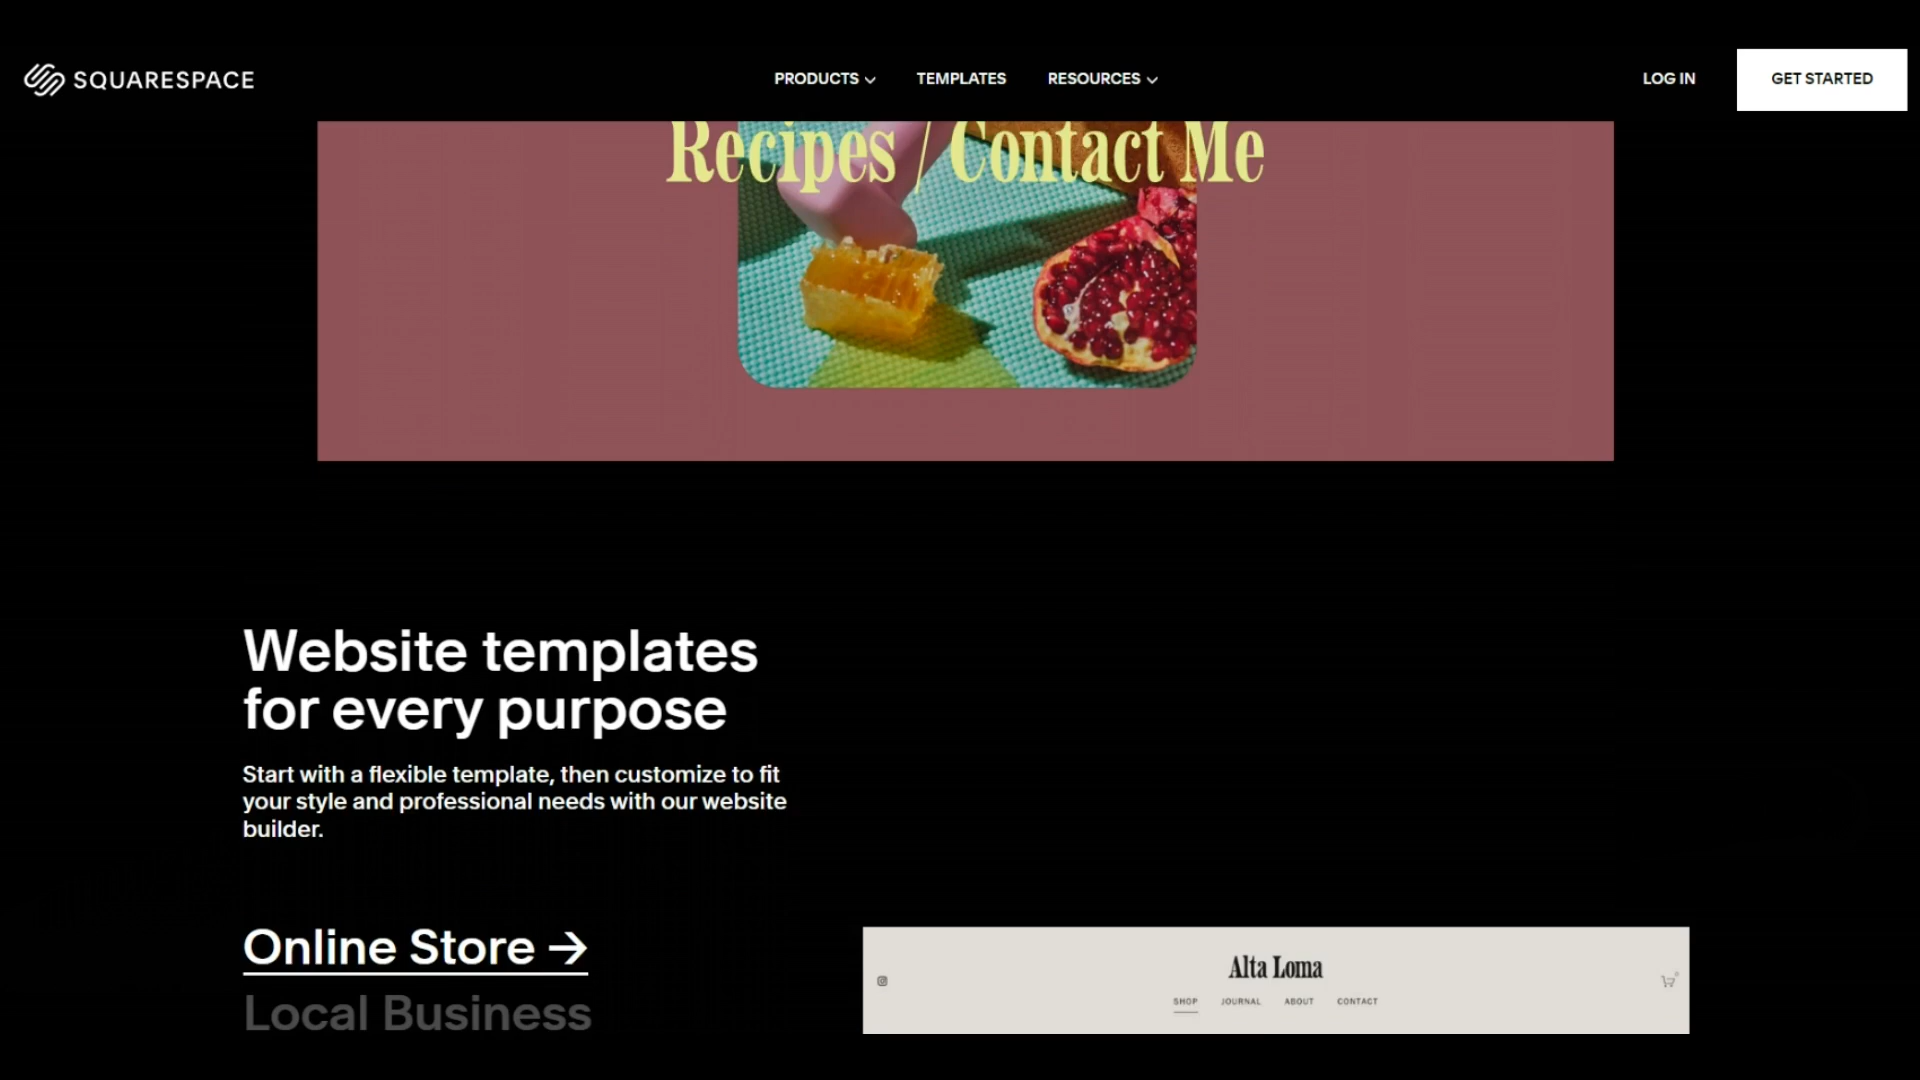 SQUARESPACE
PRODUCTS
TEMPLATES
RESOURCES
LOG IN
GET STARTED
Recipes / Contact Me
Website templates
for every purpose
Start with a flexible template, then customize to fit
your style and professional needs with our website
builder.
Online Store →
Local Business
Alta Loma
SHOP
JOURNAL
ABOUT
CONTACT